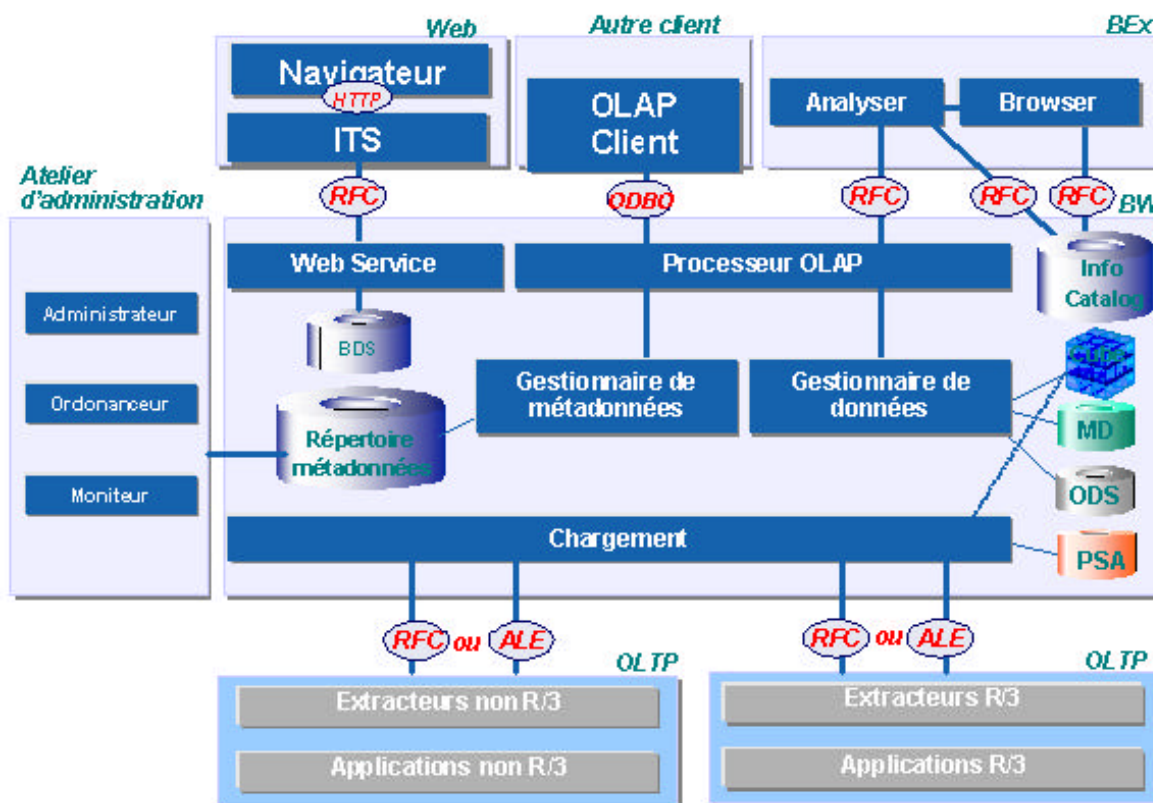 Web
Autre client
BEx
Navigateur
HTTP
ITS
OLAP
Client
Analyser
Browser
RFC
ODBO
RFC
RFC
RFC
Atelier
d'administration
BW
Administrateur
Ordonanceur
Moniteur
Web Service
Processeur OLAP
Info
Catalog
BDS
Cube
Gestionnaire de
métadonnées
Gestionnaire de
données
MD
Répertoire
métadonnées
ODS
Chargement
PSA
RFC ou ALE
RFC ou ALE
OLTP
OLTP
Extracteurs non R/3
Applications non R/3
Extracteurs R/3
Applications R/3